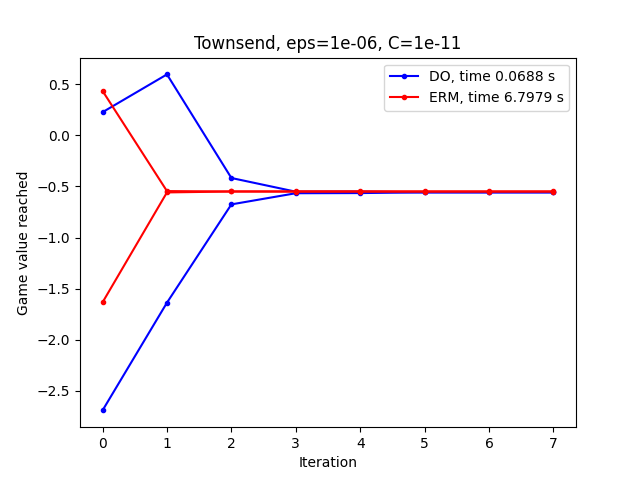 Townsend, eps=1e-06, C=1e-11
DO, time 0.0688 s
ERM, time 6.7979 s
Game value reached
0.5
0.0
−0.5
−1.0
−1.5
−2.0
−2.5
0 1 2 3 4 5 6 7
Iteration